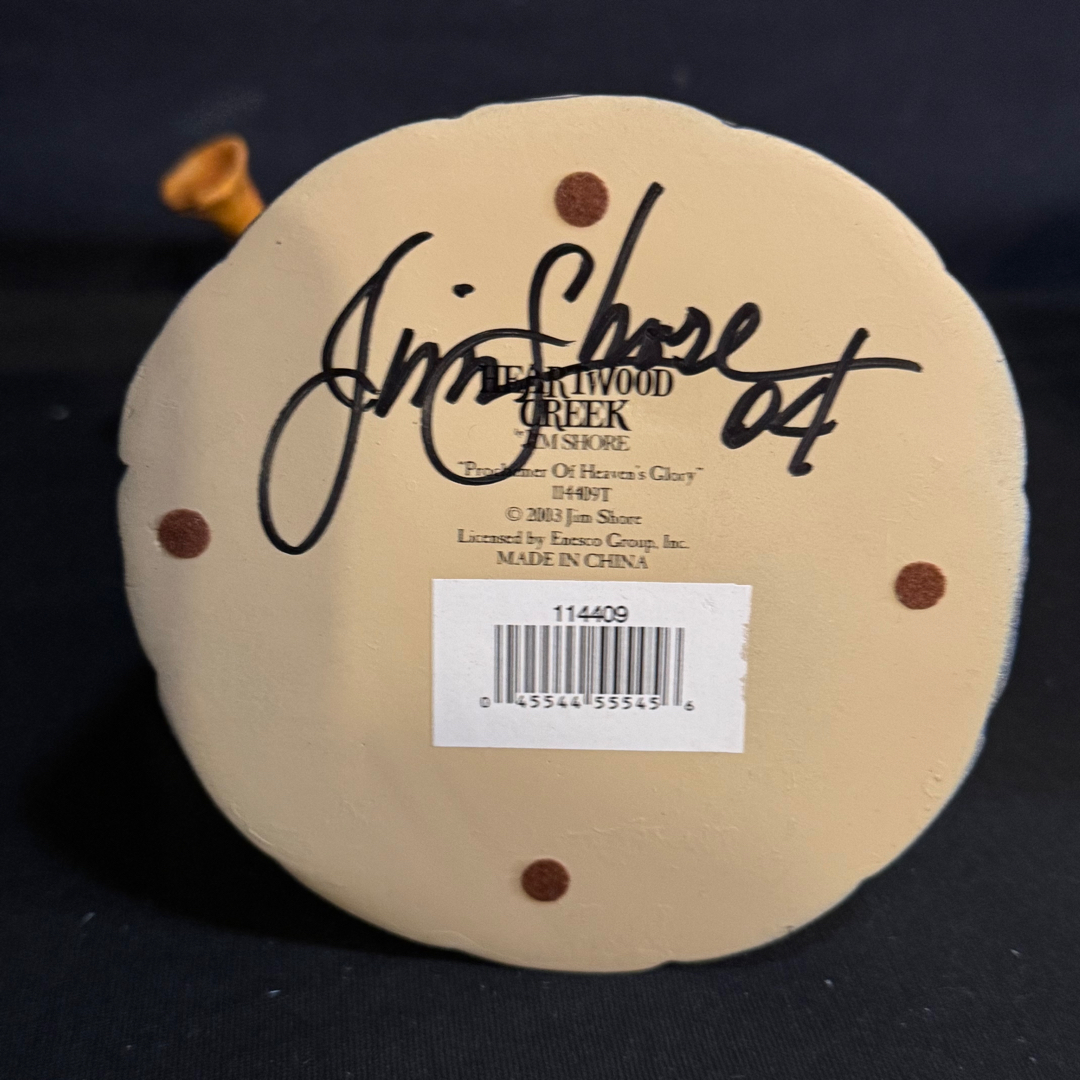 Jim Shore
04
HEARTWOOD
CREEK
by JIM SHORE
"Proclaimer Of Heaven's Glory"
114409T
© 2003 Jim Shore
Licensed by Enesco Group, Inc.
MADE IN CHINA
114409
0 45544 55545 6